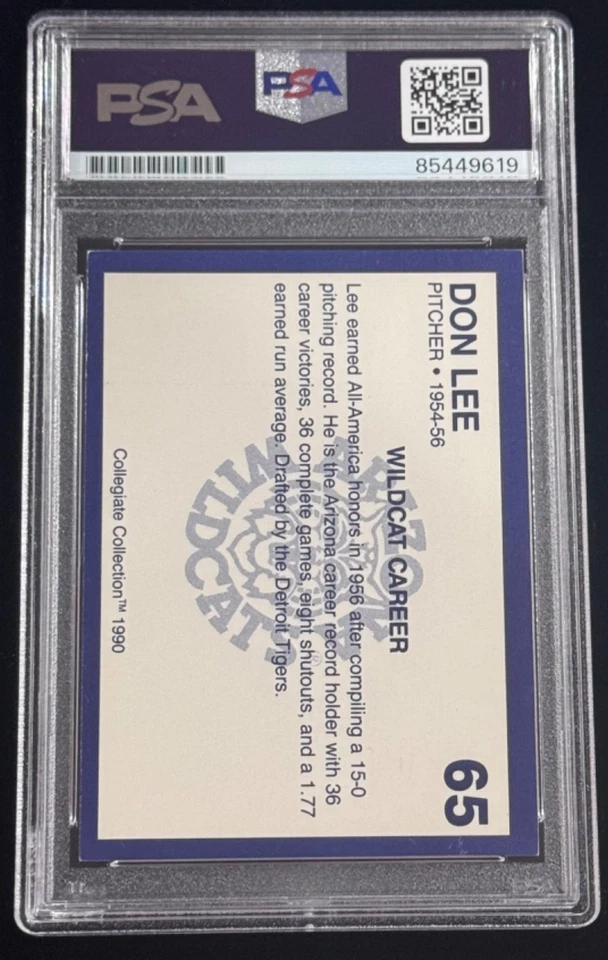 PSA
PSA
85449619
DON LEE
65
PITCHER • 1954-56
WILDCAT CAREER
Lee earned All-America honors in 1956 after compiling a 15-0
pitching record. He is the Arizona career record holder with 36
career victories, 36 complete games, eight shutouts, and a 1.77
earned run average. Drafted by the Detroit Tigers.
ARIZONA
WILDCATS
®
Collegiate Collection™ 1990